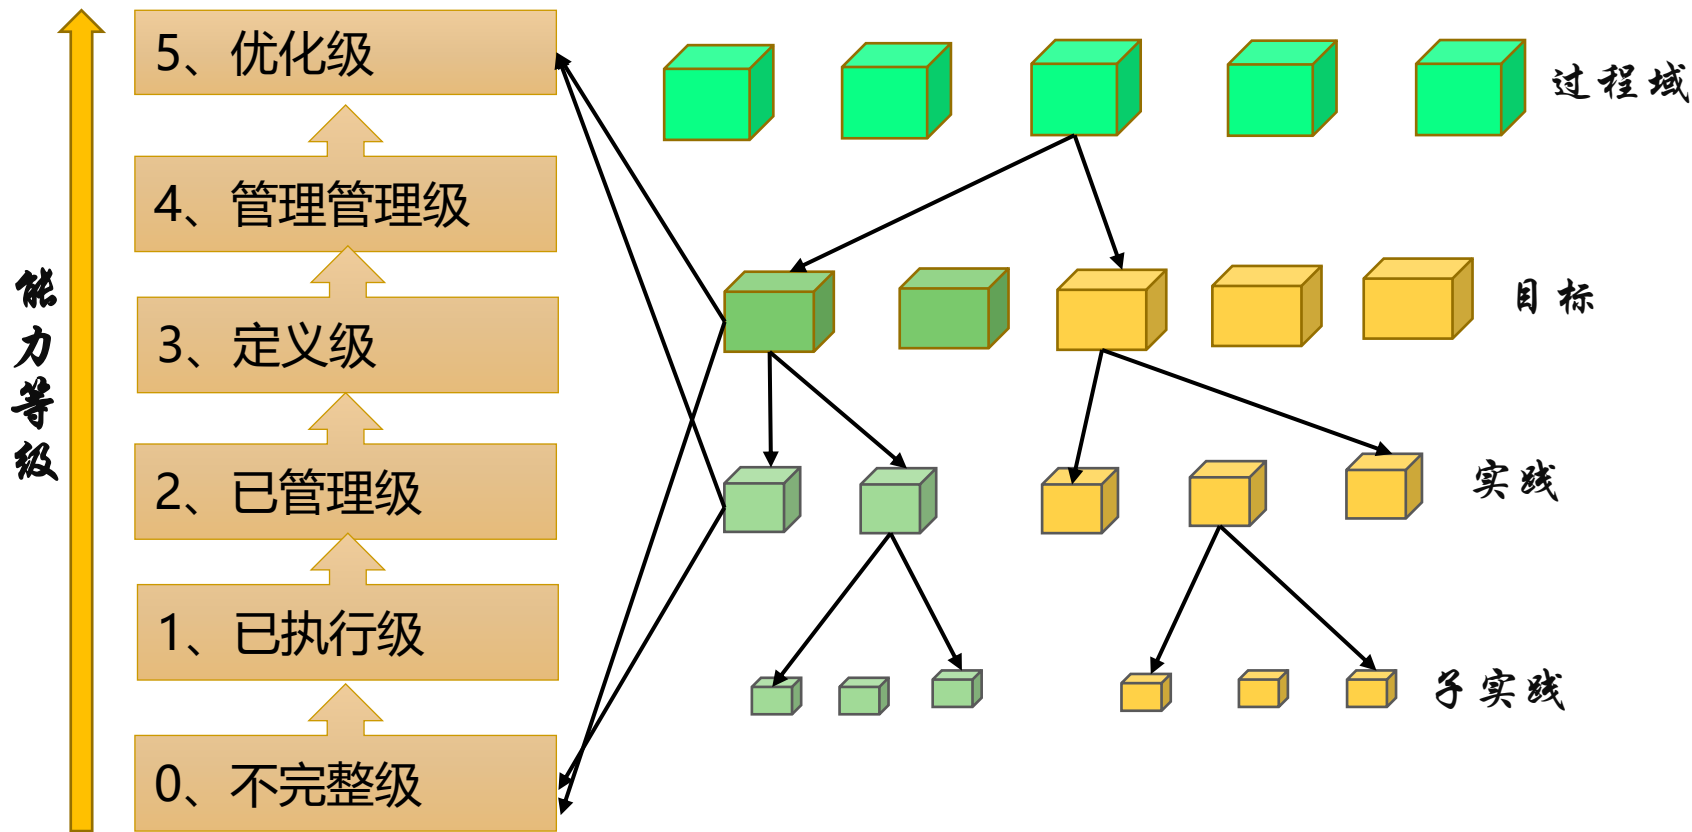 5、优化级
4、管理管理级
3、定义级
2、已管理级
1、已执行级
0、不完整级
能力等级
过程域
目标
实践
子实践